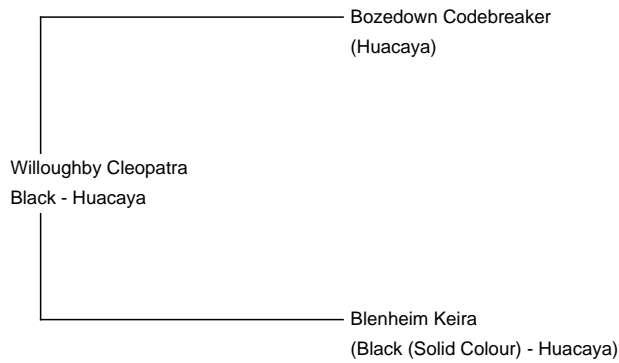 Bozedown Codebreaker
(Huacaya)
Willoughby Cleopatra
Black - Huacaya
Blenheim Keira
(Black (Solid Colour) - Huacaya)